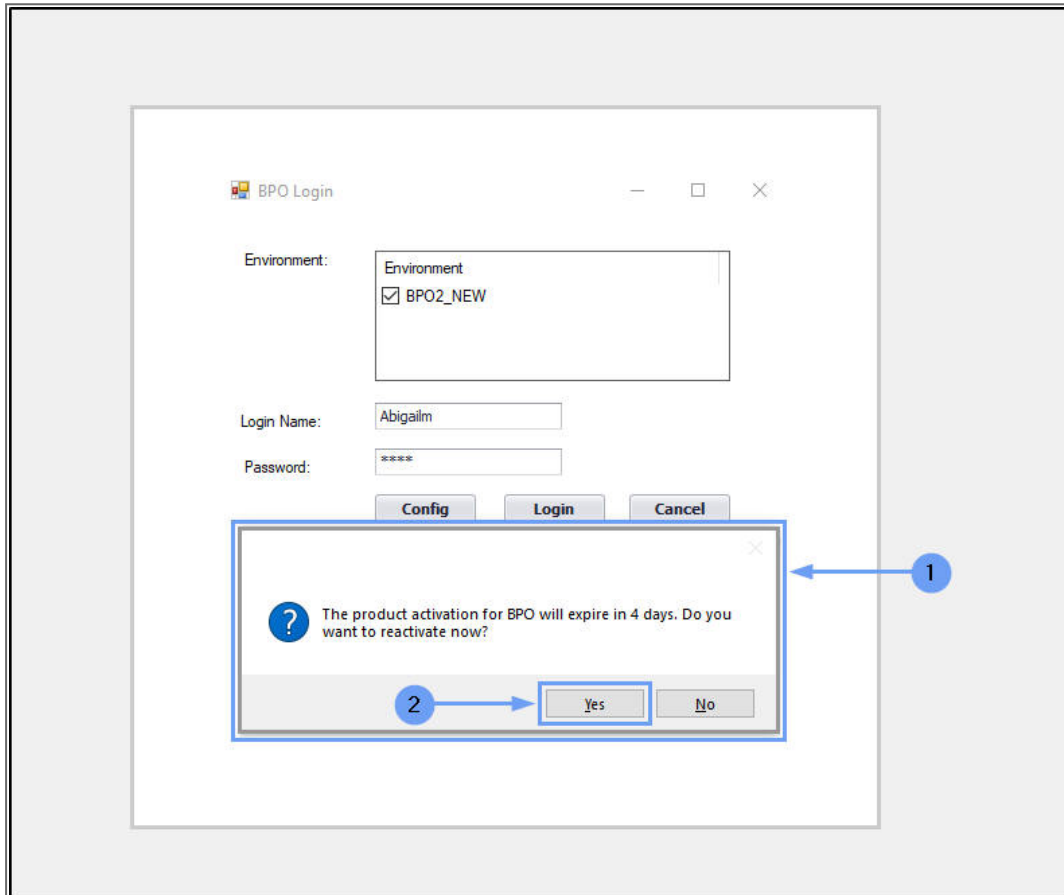 BPO Login
Environment:
Environment
BPO2_NEW
Login Name:
Abigailm
Password:
****
Config Login Cancel
1
The product activation for BPO will expire in 4 days. Do you
want to reactivate now?
2
Yes No